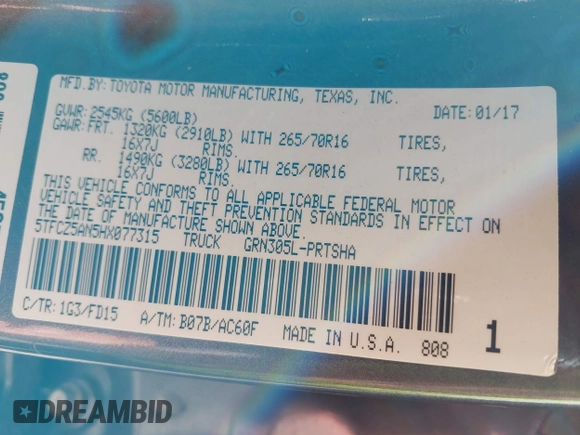 MFD.BY: TOYOTA MOTOR MANUFACTURING, TEXAS, INC.
GVWR: 2545KG (5600LB) DATE: 01/17
GAWR: FRT. 1320KG (2910LB) WITH 265/70R16 TIRES,
16X7J RIMS.
RR. 1490KG (3280LB) WITH 265/70R16 TIRES,
16X7J RIMS.
THIS VEHICLE CONFORMS TO ALL APPLICABLE FEDERAL MOTOR
VEHICLE SAFETY AND THEFT PREVENTION STANDARDS IN EFFECT ON
THE DATE OF MANUFACTURE SHOWN ABOVE.
5TFCZ5AN5HX077315 TRUCK GRN305L-PRTSHA
C/TR: 1G3/FD15 A/TM: B07B/AC60F MADE IN U.S.A. 808 1
DREAMBID